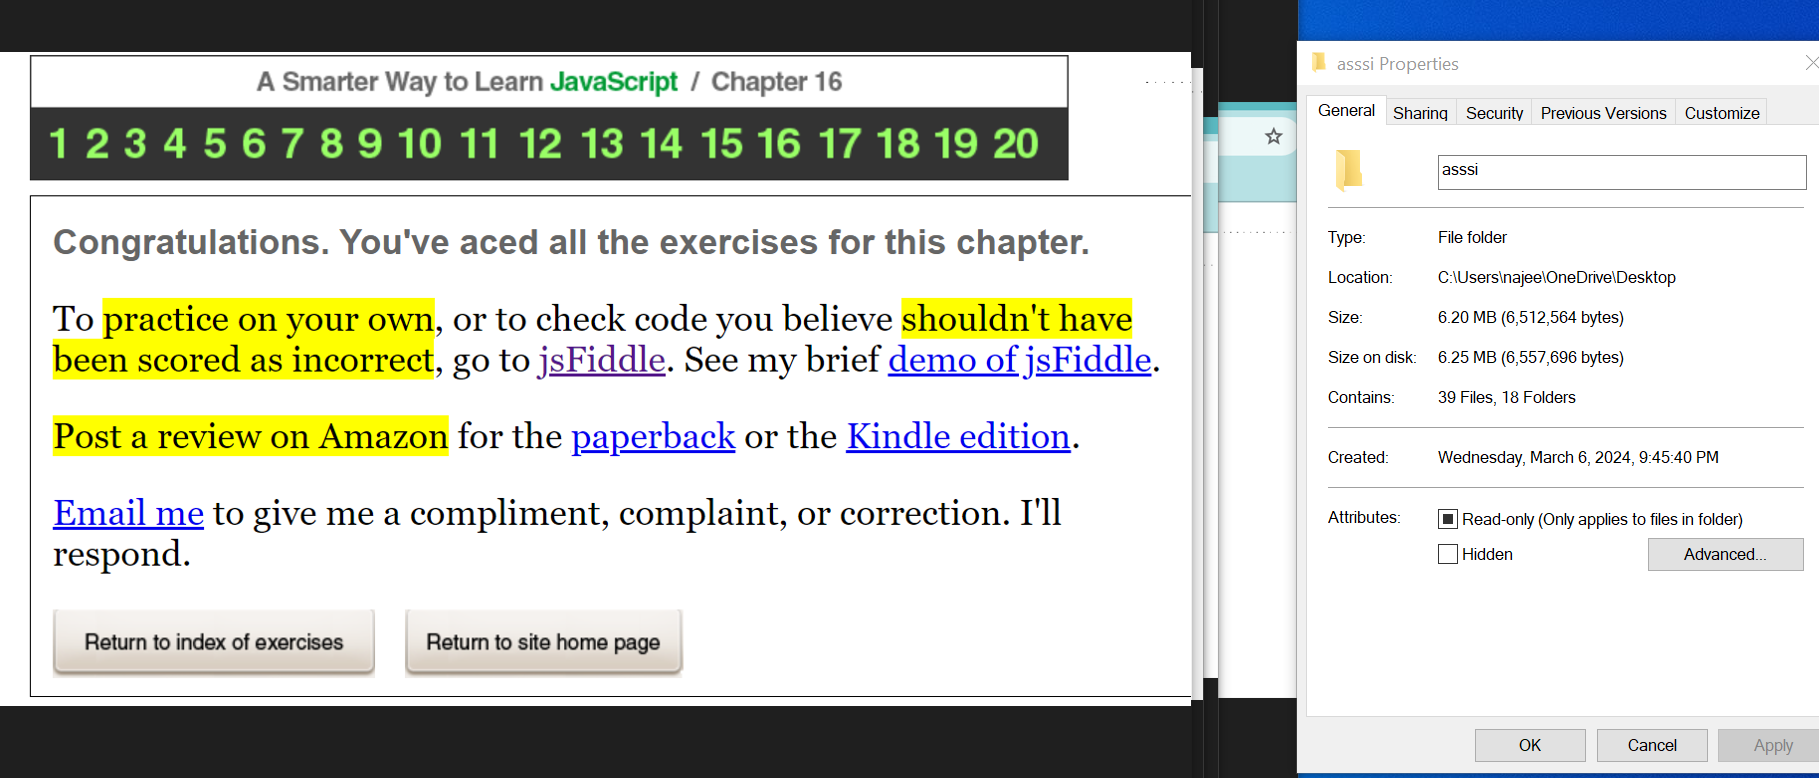 A Smarter Way to Learn JavaScript / Chapter 16
1 2 3 4 5 6 7 8 9 10 11 12 13 14 15 16 17 18 19 20
Congratulations. You've aced all the exercises for this chapter.
To practice on your own, or to check code you believe shouldn't have
been scored as incorrect, go to jsFiddle. See my brief demo of jsFiddle.
Post a review on Amazon for the paperback or the Kindle edition.
Email me to give me a compliment, complaint, or correction. I'll
respond.
Return to index of exercises Return to site home page
asssi Properties
General Sharing Security Previous Versions Customize
asssi
Type: File folder
Location: C:\Users\najee\OneDrive\Desktop
Size: 6.20 MB (6,512,564 bytes)
Size on disk: 6.25 MB (6,557,696 bytes)
Contains: 39 Files, 18 Folders
Created: Wednesday, March 6, 2024, 9:45:40 PM
Attributes: Read-only (Only applies to files in folder)
Hidden Advanced...
OK Cancel Apply